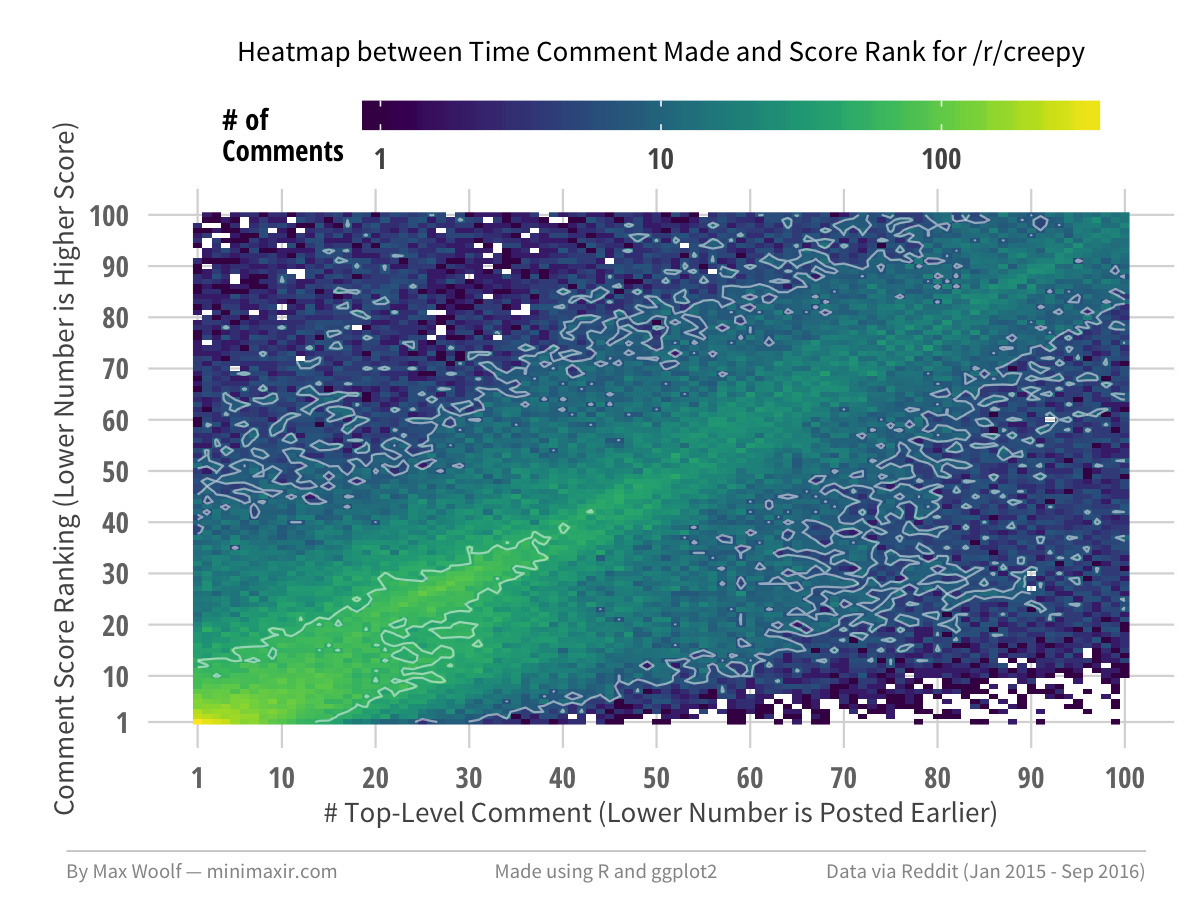 Heatmap between Time Comment Made and Score Rank for /r/creepy
# of
Comments
1 10 100
Comment Score Ranking (Lower Number is Higher Score)
100
90
80
70
60
50
40
30
20
10
1
1 10 20 30 40 50 60 70 80 90 100
# Top-Level Comment (Lower Number is Posted Earlier)
By Max Woolf — minimaxir.com
Made using R and ggplot2
Data via Reddit (Jan 2015 - Sep 2016)